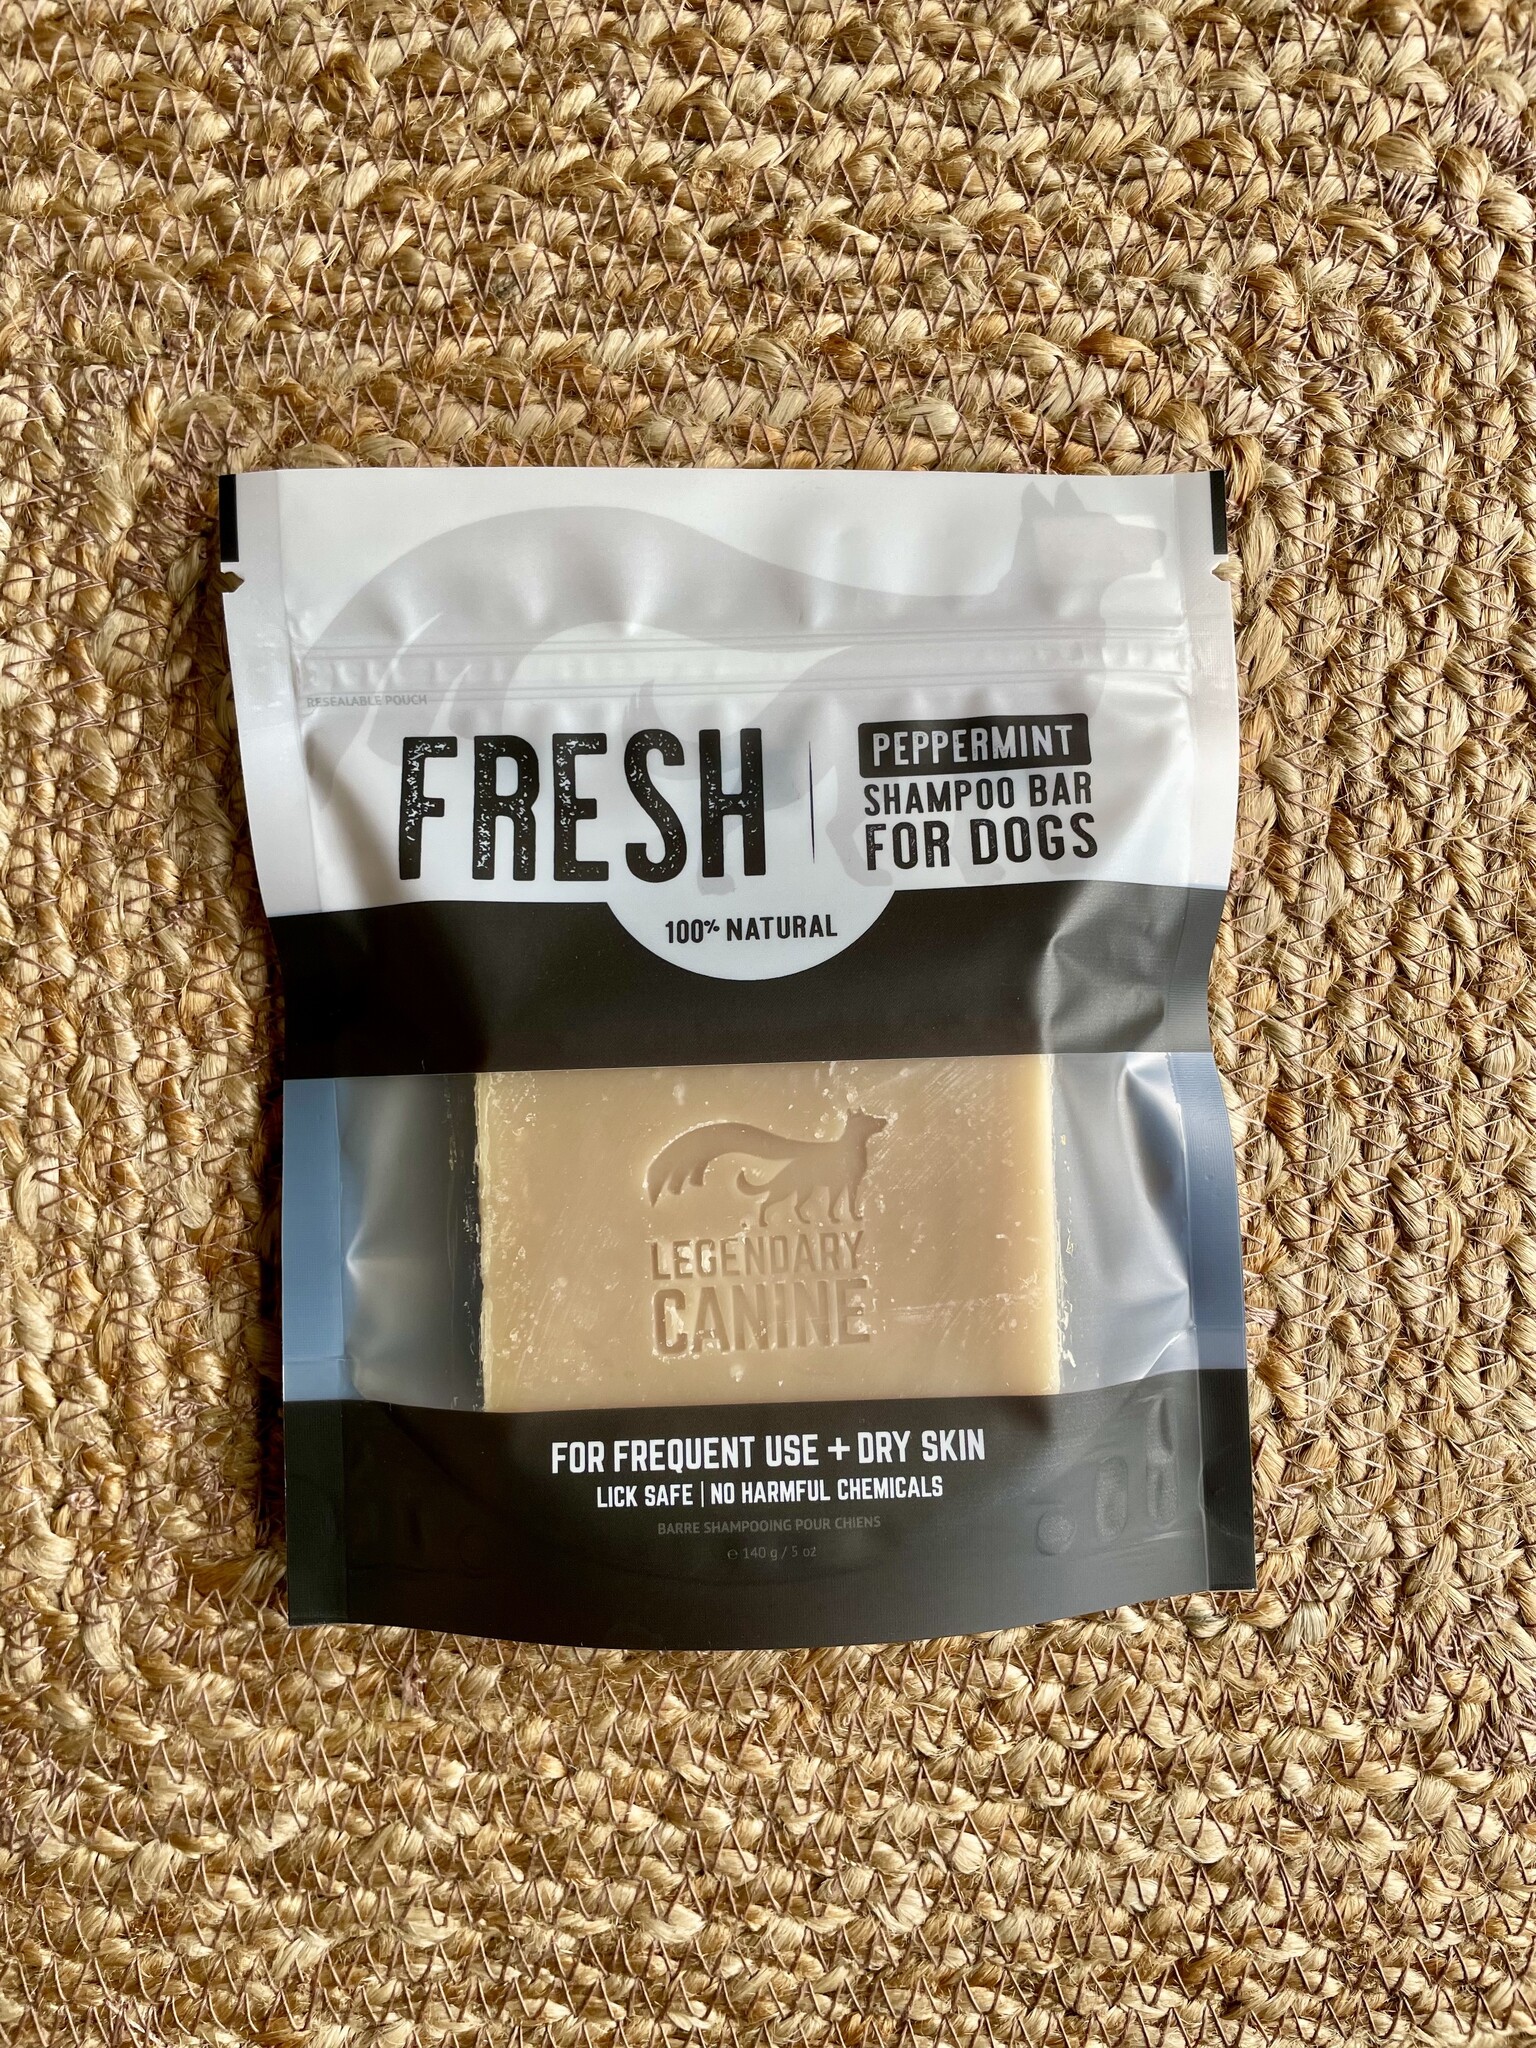 RESEALABLE POUCH
FRESH
PEPPERMINT
SHAMPOO BAR
FOR DOGS
100% NATURAL
LEGENDARY
CANINE
FOR FREQUENT USE + DRY SKIN
LICK SAFE | NO HARMFUL CHEMICALS
BARRE SHAMPOOING POUR CHIENS
℮ 140 g / 5 oz